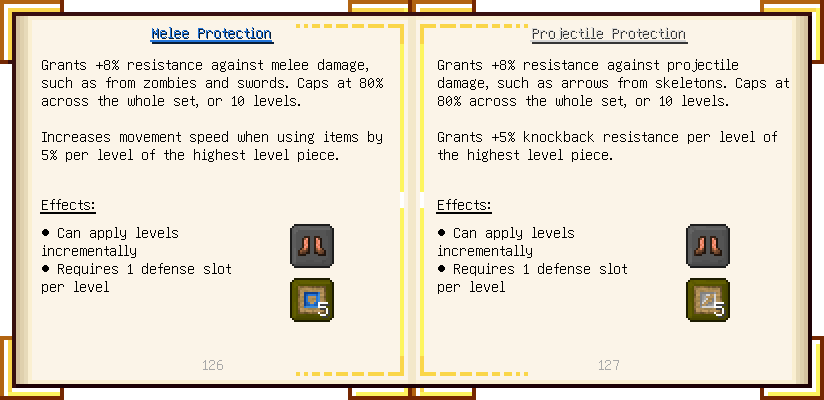 Melee Protection
Grants +8% resistance against melee damage,
such as from zombies and swords. Caps at 80%
across the whole set, or 10 levels.
Increases movement speed when using items by
5% per level of the highest level piece.
Effects:
● Can apply levels
incrementally
● Requires 1 defense slot
per level
5
126
Projectile Protection
Grants +8% resistance against projectile
damage, such as arrows from skeletons. Caps at
80% across the whole set, or 10 levels.
Grants +5% knockback resistance per level of
the highest level piece.
Effects:
● Can apply levels
incrementally
● Requires 1 defense slot
per level
5
127